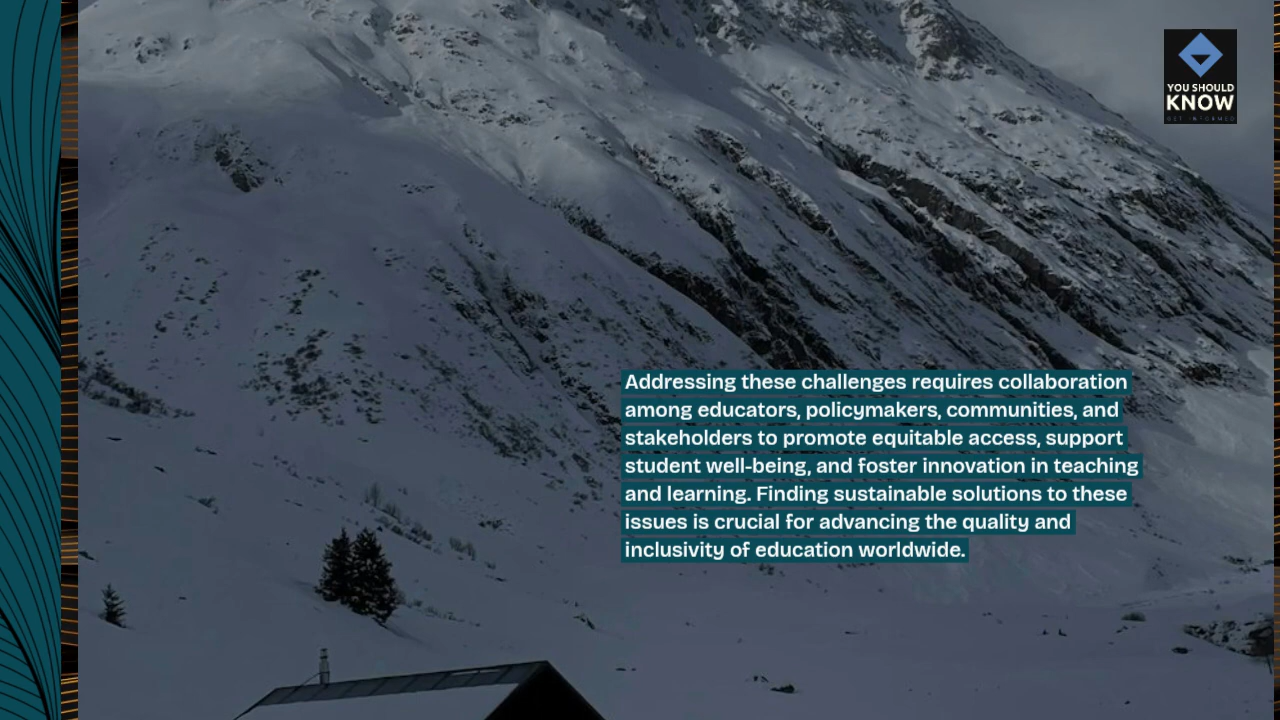 YOU SHOULD
KNOW
GET INFORMED
Addressing these challenges requires collaboration
among educators, policymakers, communities, and
stakeholders to promote equitable access, support
student well-being, and foster innovation in teaching
and learning. Finding sustainable solutions to these
issues is crucial for advancing the quality and
inclusivity of education worldwide.